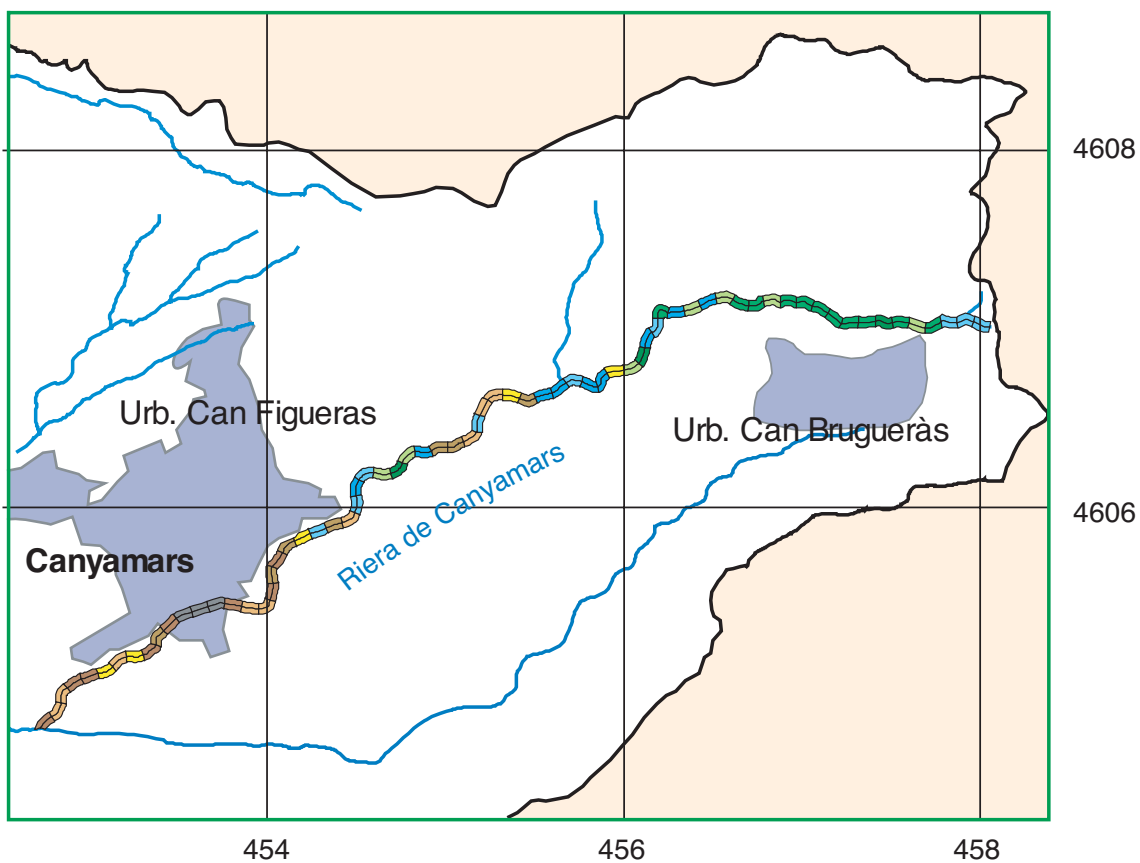 4608
Urb. Can Figueras
Urb. Can Brugueràs
Riera de Canyamars
4606
Canyamars
454
456
458